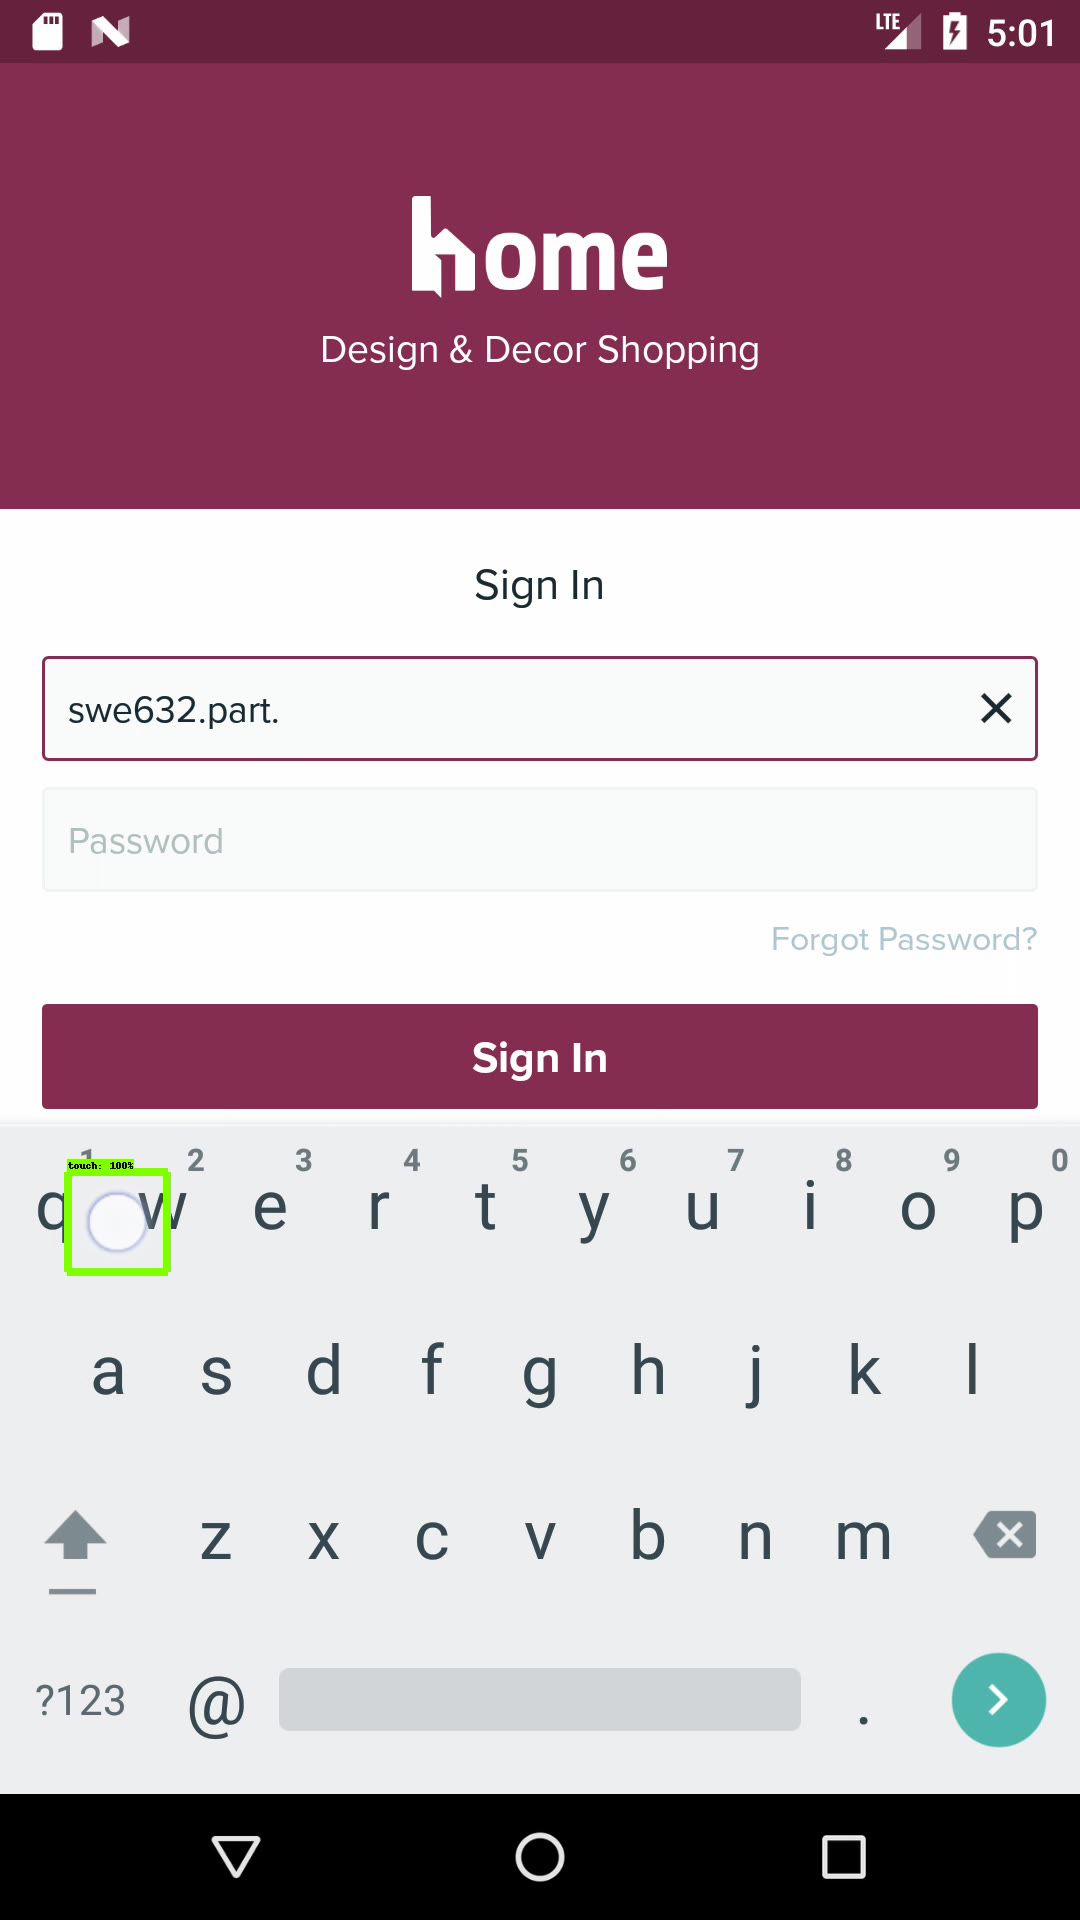 LTE 5:01
home
Design & Decor Shopping
Sign In
swe632.part.
Password
Forgot Password?
Sign In
1 2 3 4 5 6 7 8 9 0
touch: 100%
q w e r t y u i o p
a s d f g h j k l
z x c v b n m
?123 @ .